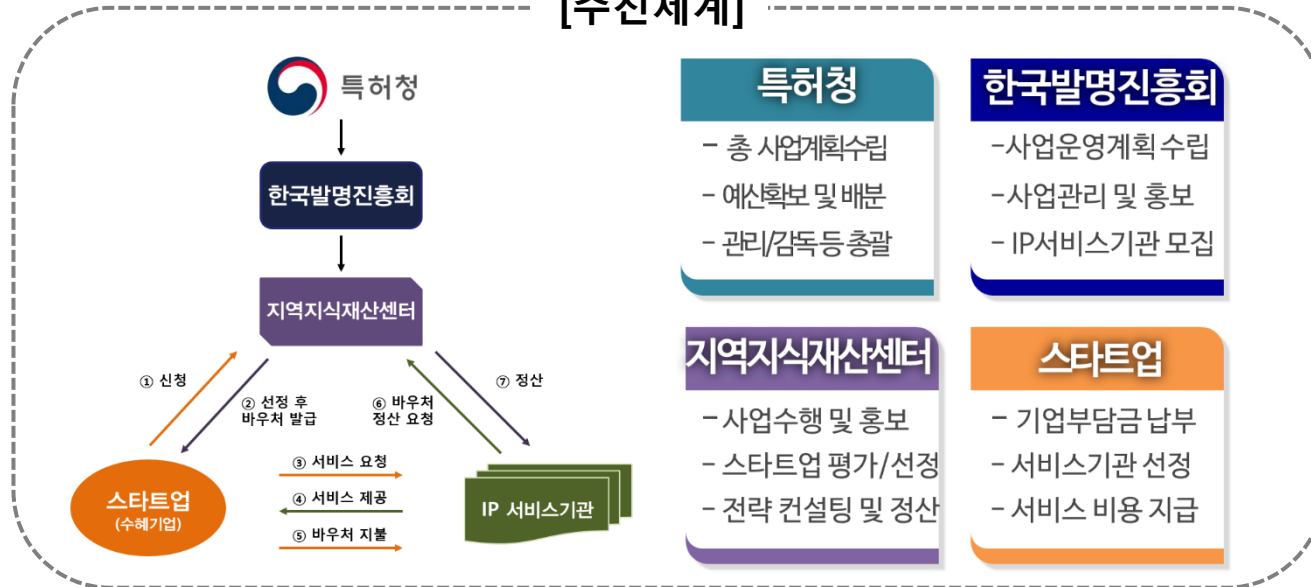 [추진체계]
특허청
한국발명진흥회
지역지식재산센터
① 신청
② 선정 후
바우처 발급
⑥ 바우처
정산 요청
⑦ 정산
③ 서비스 요청
④ 서비스 제공
⑤ 바우처 지불
스타트업
(수혜기업)
IP 서비스기관
특허청
- 총 사업계획수립
- 예산확보 및 배분
- 관리/감독 등 총괄
한국발명진흥회
-사업운영계획 수립
-사업관리 및 홍보
- IP서비스기관 모집
지역지식재산센터
- 사업수행 및 홍보
- 스타트업 평가/선정
- 전략 컨설팅 및 정산
스타트업
- 기업부담금 납부
- 서비스기관 선정
- 서비스 비용 지급